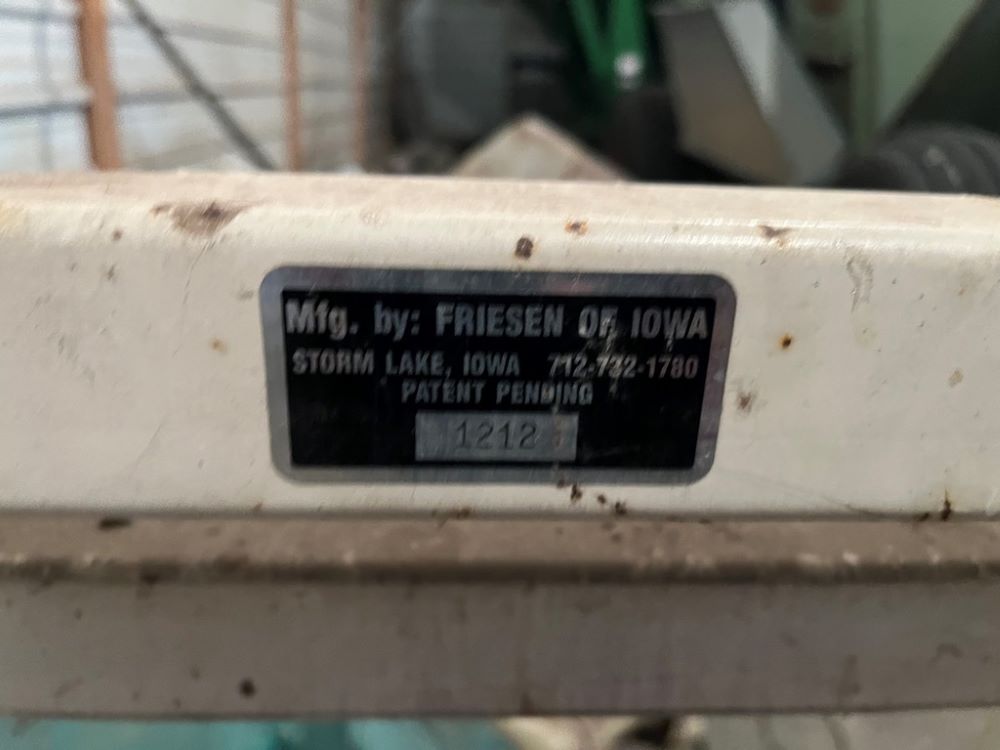 Mfg. by: FRIESEN OF IOWA
STORM LAKE, IOWA 712-732-1780
PATENT PENDING
1212